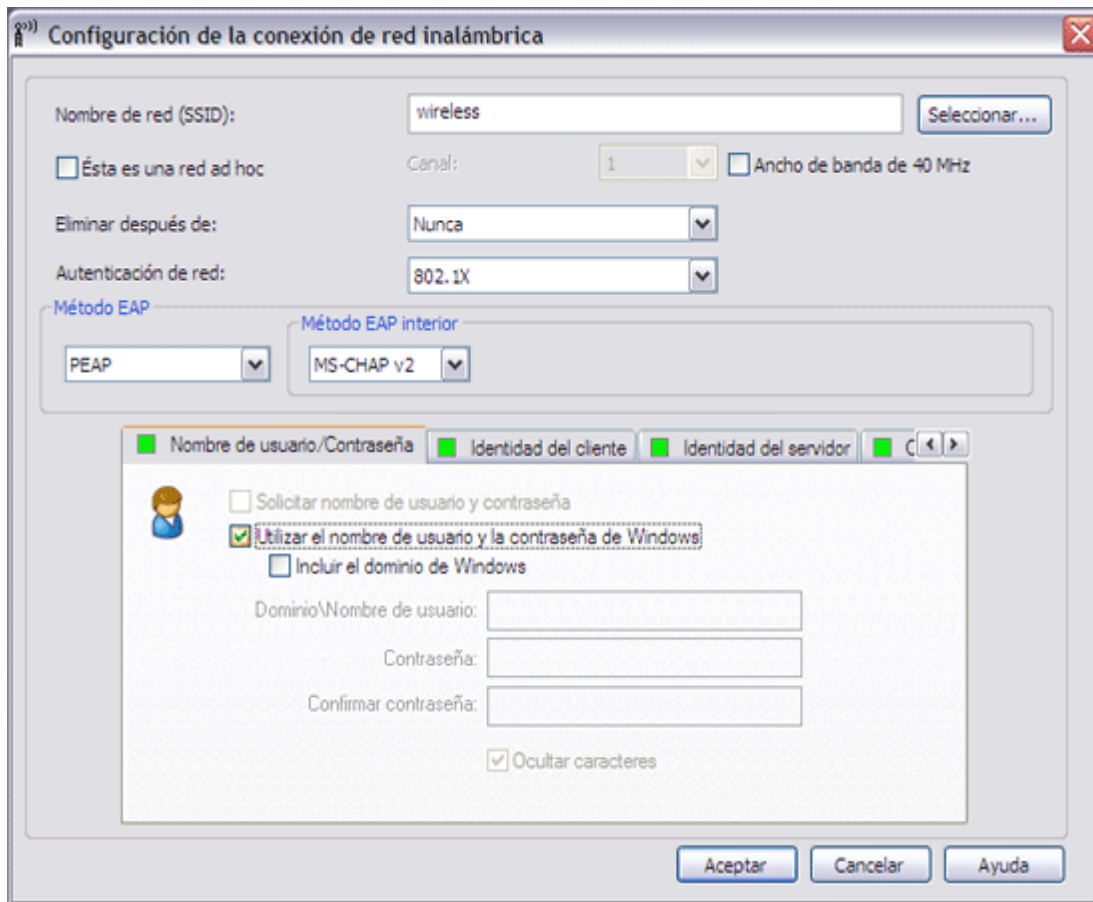 Configuración de la conexión de red inalámbrica
Nombre de red (SSID): wireless Seleccionar...
Ésta es una red ad hoc Canal: 1 Ancho de banda de 40 MHz
Eliminar después de: Nunca
Autenticación de red: 802.1X
Método EAP
Método EAP interior
PEAP MS-CHAP v2
Nombre de usuario/Contraseña Identidad del cliente Identidad del servidor C
Solicitar nombre de usuario y contraseña
Utilizar el nombre de usuario y la contraseña de Windows
Incluir el dominio de Windows
Dominio\Nombre de usuario:
Contraseña:
Confirmar contraseña:
Ocultar caracteres
Aceptar Cancelar Ayuda